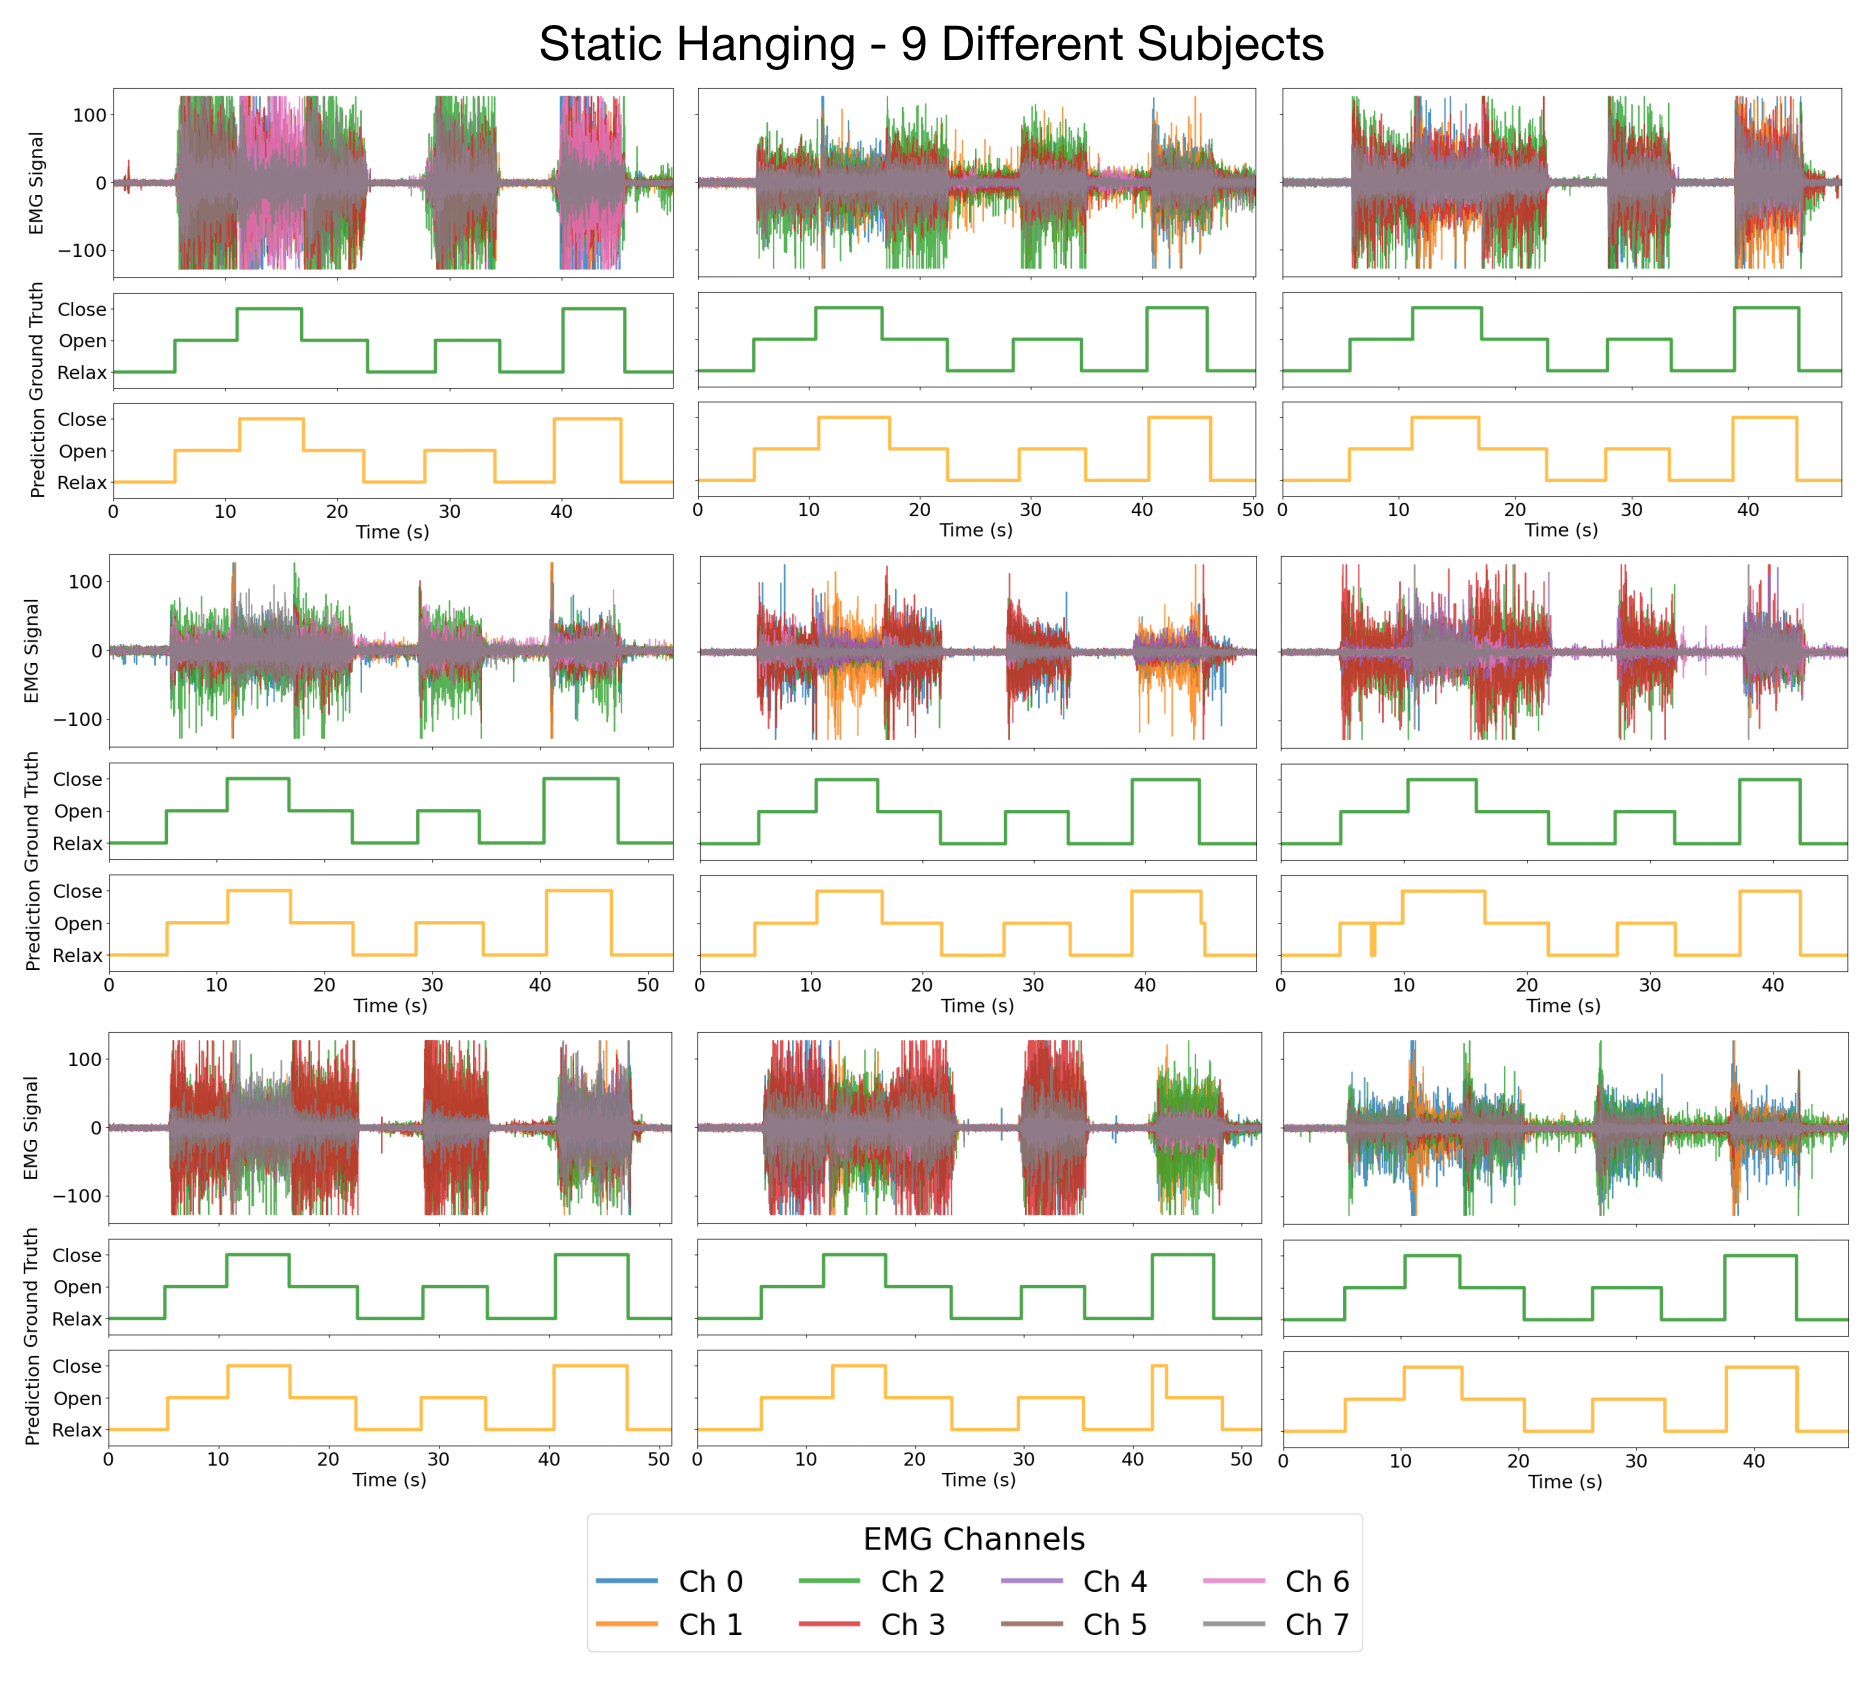 Static Hanging - 9 Different Subjects
EMG Signal
100
0
−100
Ground Truth
Close
Open
Relax
Prediction
Close
Open
Relax
0 10 20 30 40
Time (s)
0 10 20 30 40 50
Time (s)
0 10 20 30 40
Time (s)
EMG Signal
100
0
−100
Ground Truth
Close
Open
Relax
Prediction
Close
Open
Relax
0 10 20 30 40 50
Time (s)
0 10 20 30 40
Time (s)
0 10 20 30 40
Time (s)
EMG Signal
100
0
−100
Ground Truth
Close
Open
Relax
Prediction
Close
Open
Relax
0 10 20 30 40 50
Time (s)
0 10 20 30 40 50
Time (s)
0 10 20 30 40
Time (s)
EMG Channels
Ch 0 Ch 2 Ch 4 Ch 6
Ch 1 Ch 3 Ch 5 Ch 7